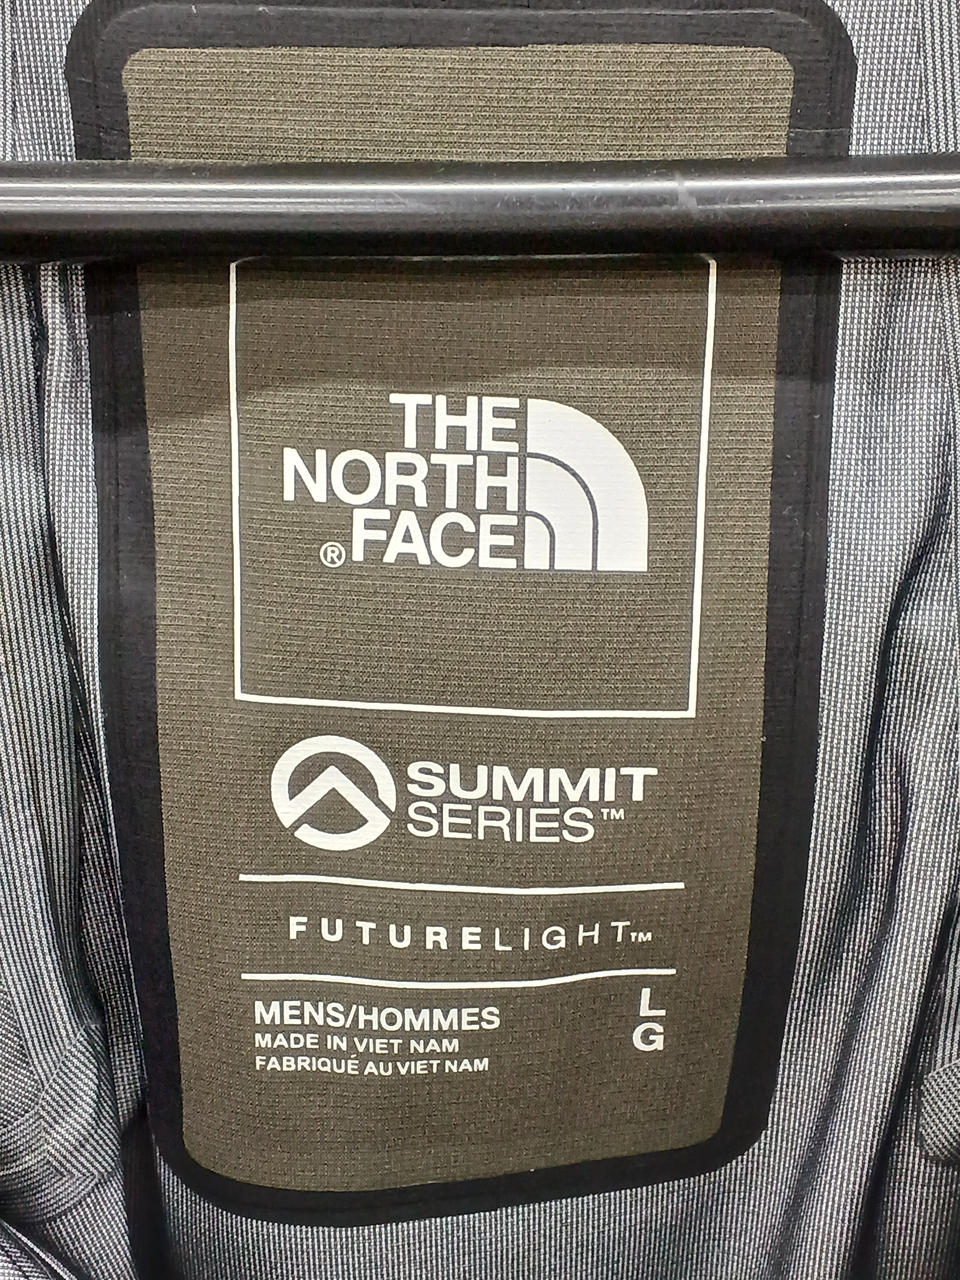 THE
NORTH
®FACE
SUMMIT
SERIES™
FUTURELIGHT™
MENS/HOMMES L
MADE IN VIET NAM G
FABRIQUÉ AU VIET NAM